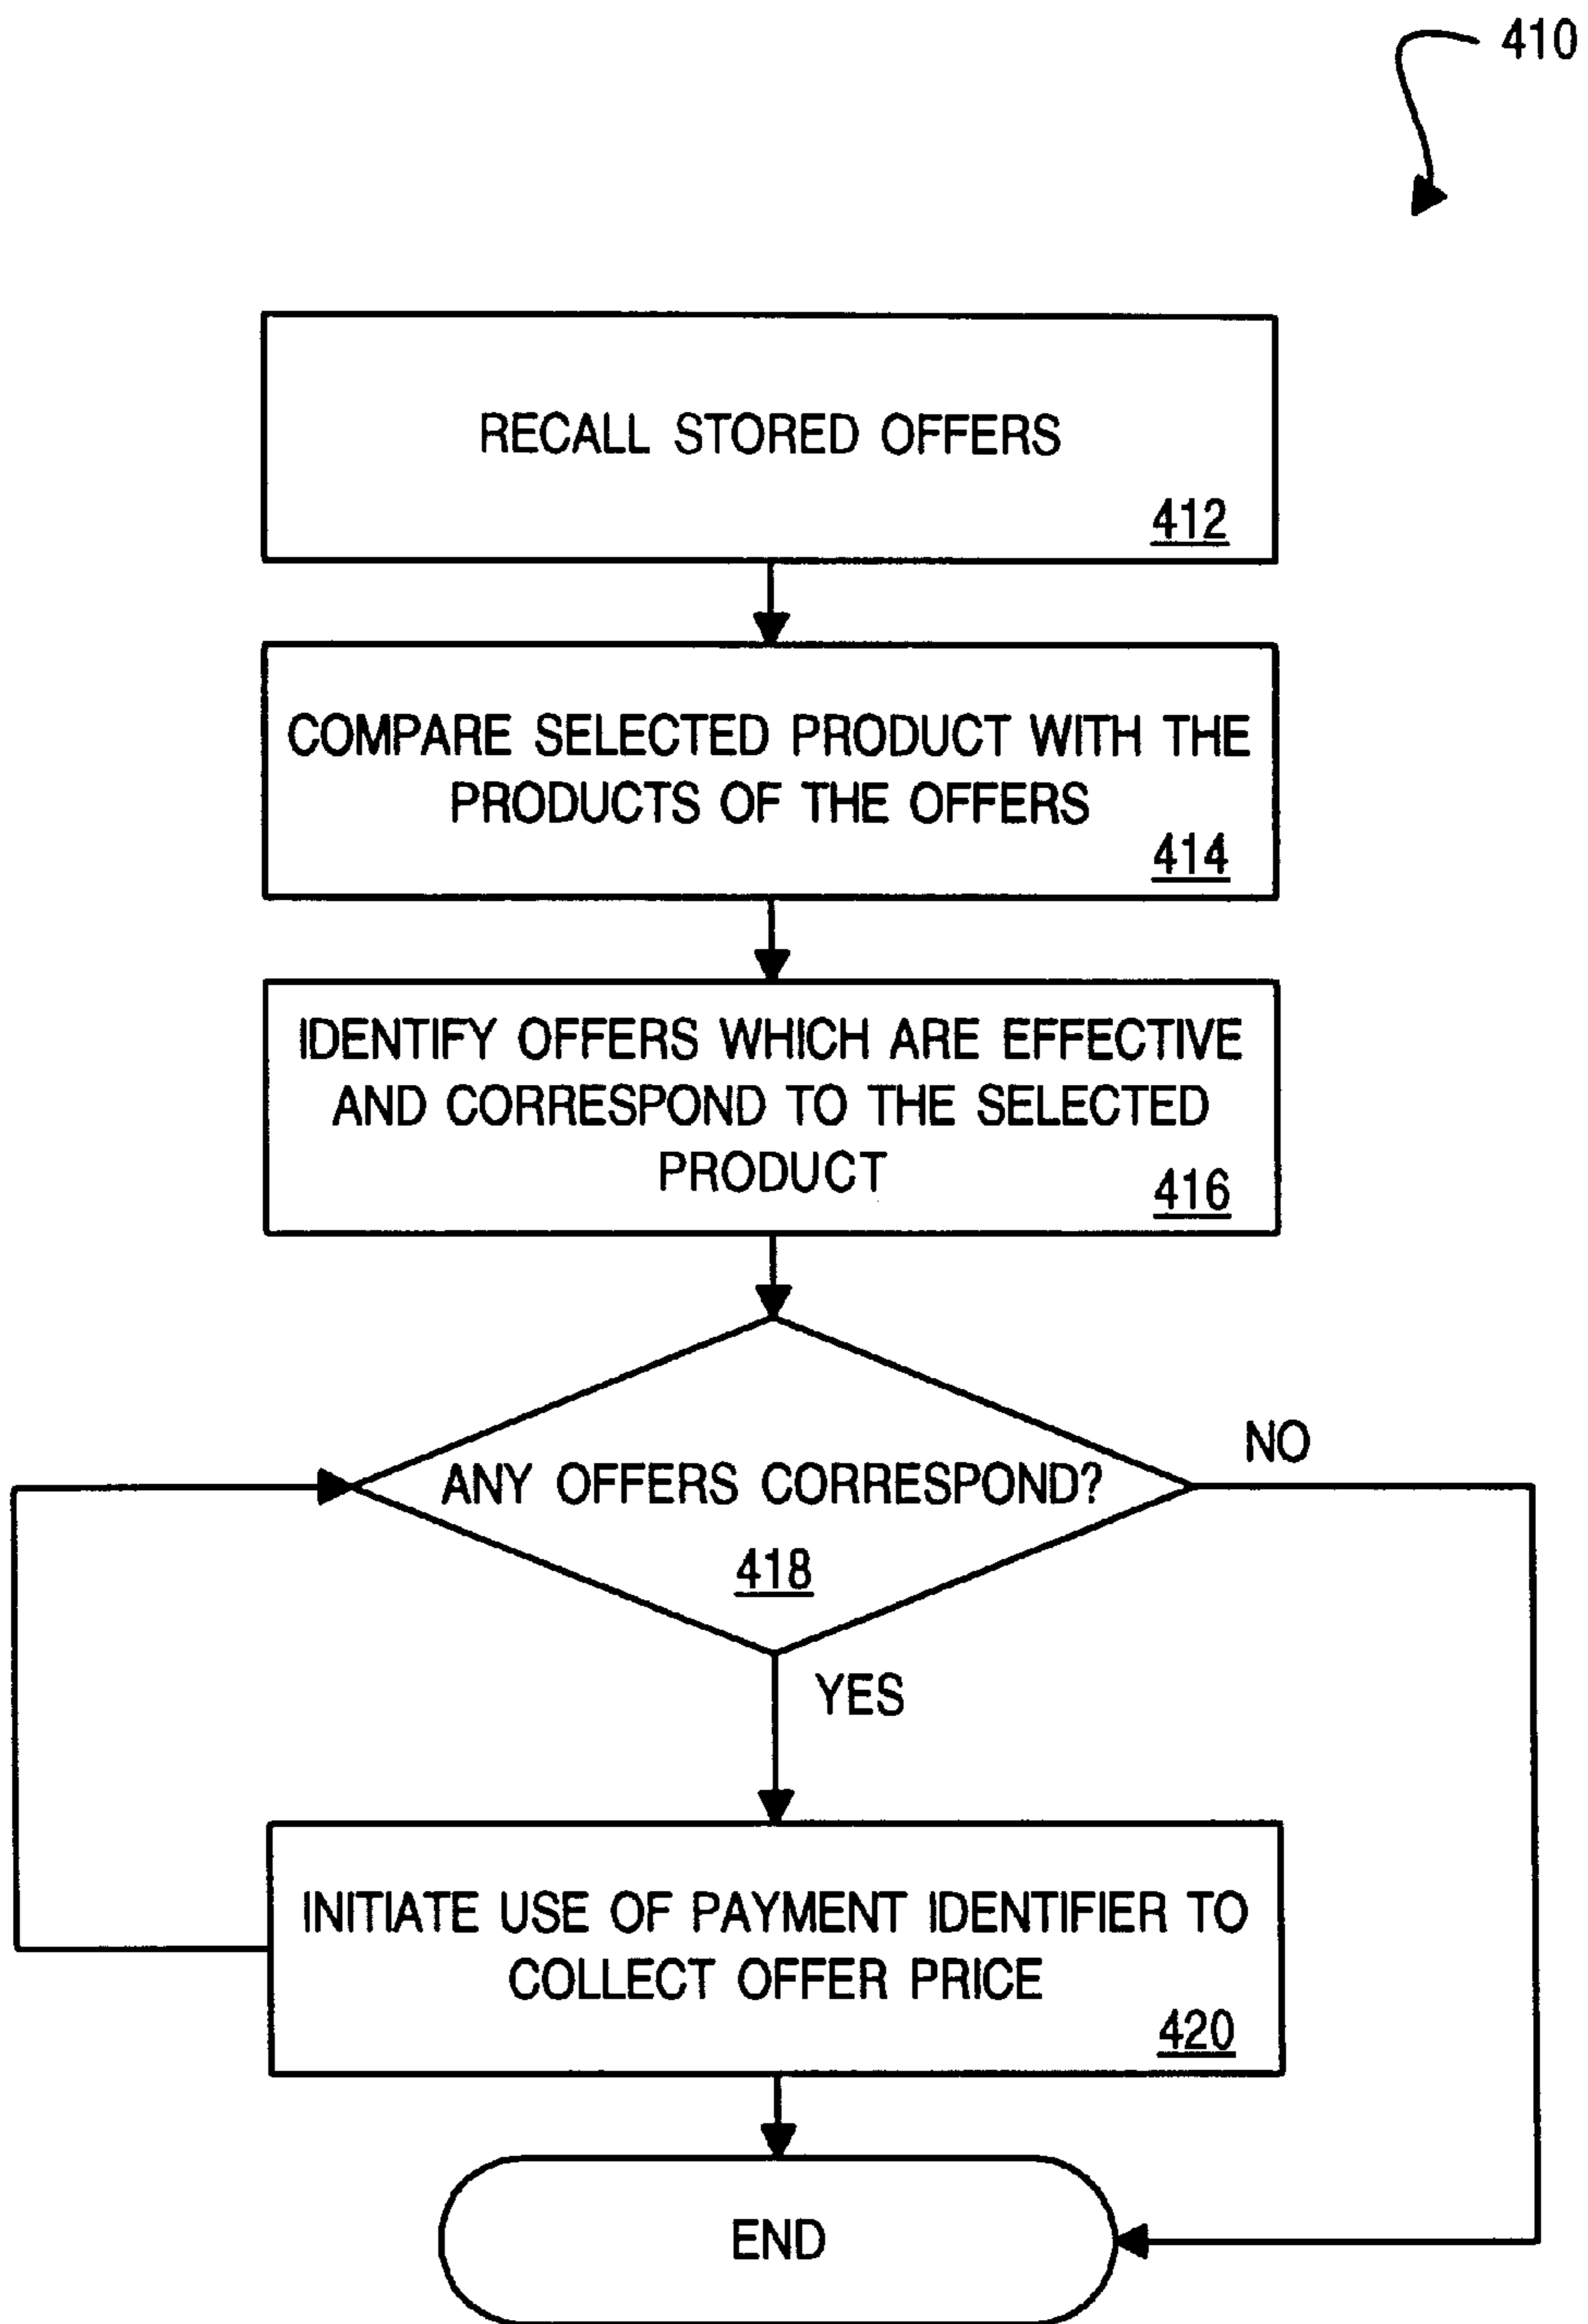 410
RECALL STORED OFFERS
412
COMPARE SELECTED PRODUCT WITH THE
PRODUCTS OF THE OFFERS
414
IDENTIFY OFFERS WHICH ARE EFFECTIVE
AND CORRESPOND TO THE SELECTED
PRODUCT
416
ANY OFFERS CORRESPOND?
418
NO
YES
INITIATE USE OF PAYMENT IDENTIFIER TO
COLLECT OFFER PRICE
420
END